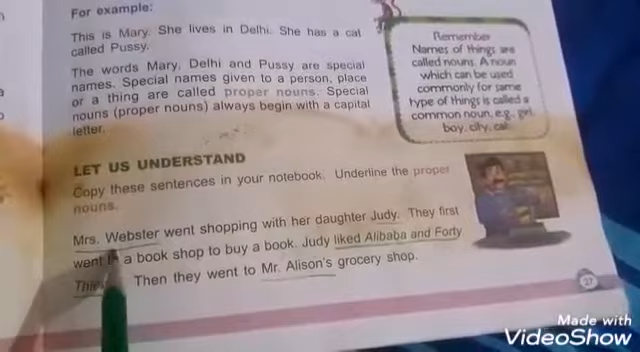 For example:
This is Mary. She lives in Delhi. She has a cat
called Pussy.
The words Mary, Delhi and Pussy are special
names. Special names given to a person, place
or a thing are called proper nouns. Special
nouns (proper nouns) always begin with a capital
letter.
Remember
Names of things are
called nouns. A noun
which can be used
commonly for same
type of things is called a
common noun, e.g., girl,
boy, city, cat.
LET US UNDERSTAND
Copy these sentences in your notebook. Underline the proper
nouns.
Mrs. Webster went shopping with her daughter Judy. They first
went a book shop to buy a book. Judy liked Alibaba and Forty
Then they went to Mr. Alison's grocery shop.
27
Made with
VideoShow